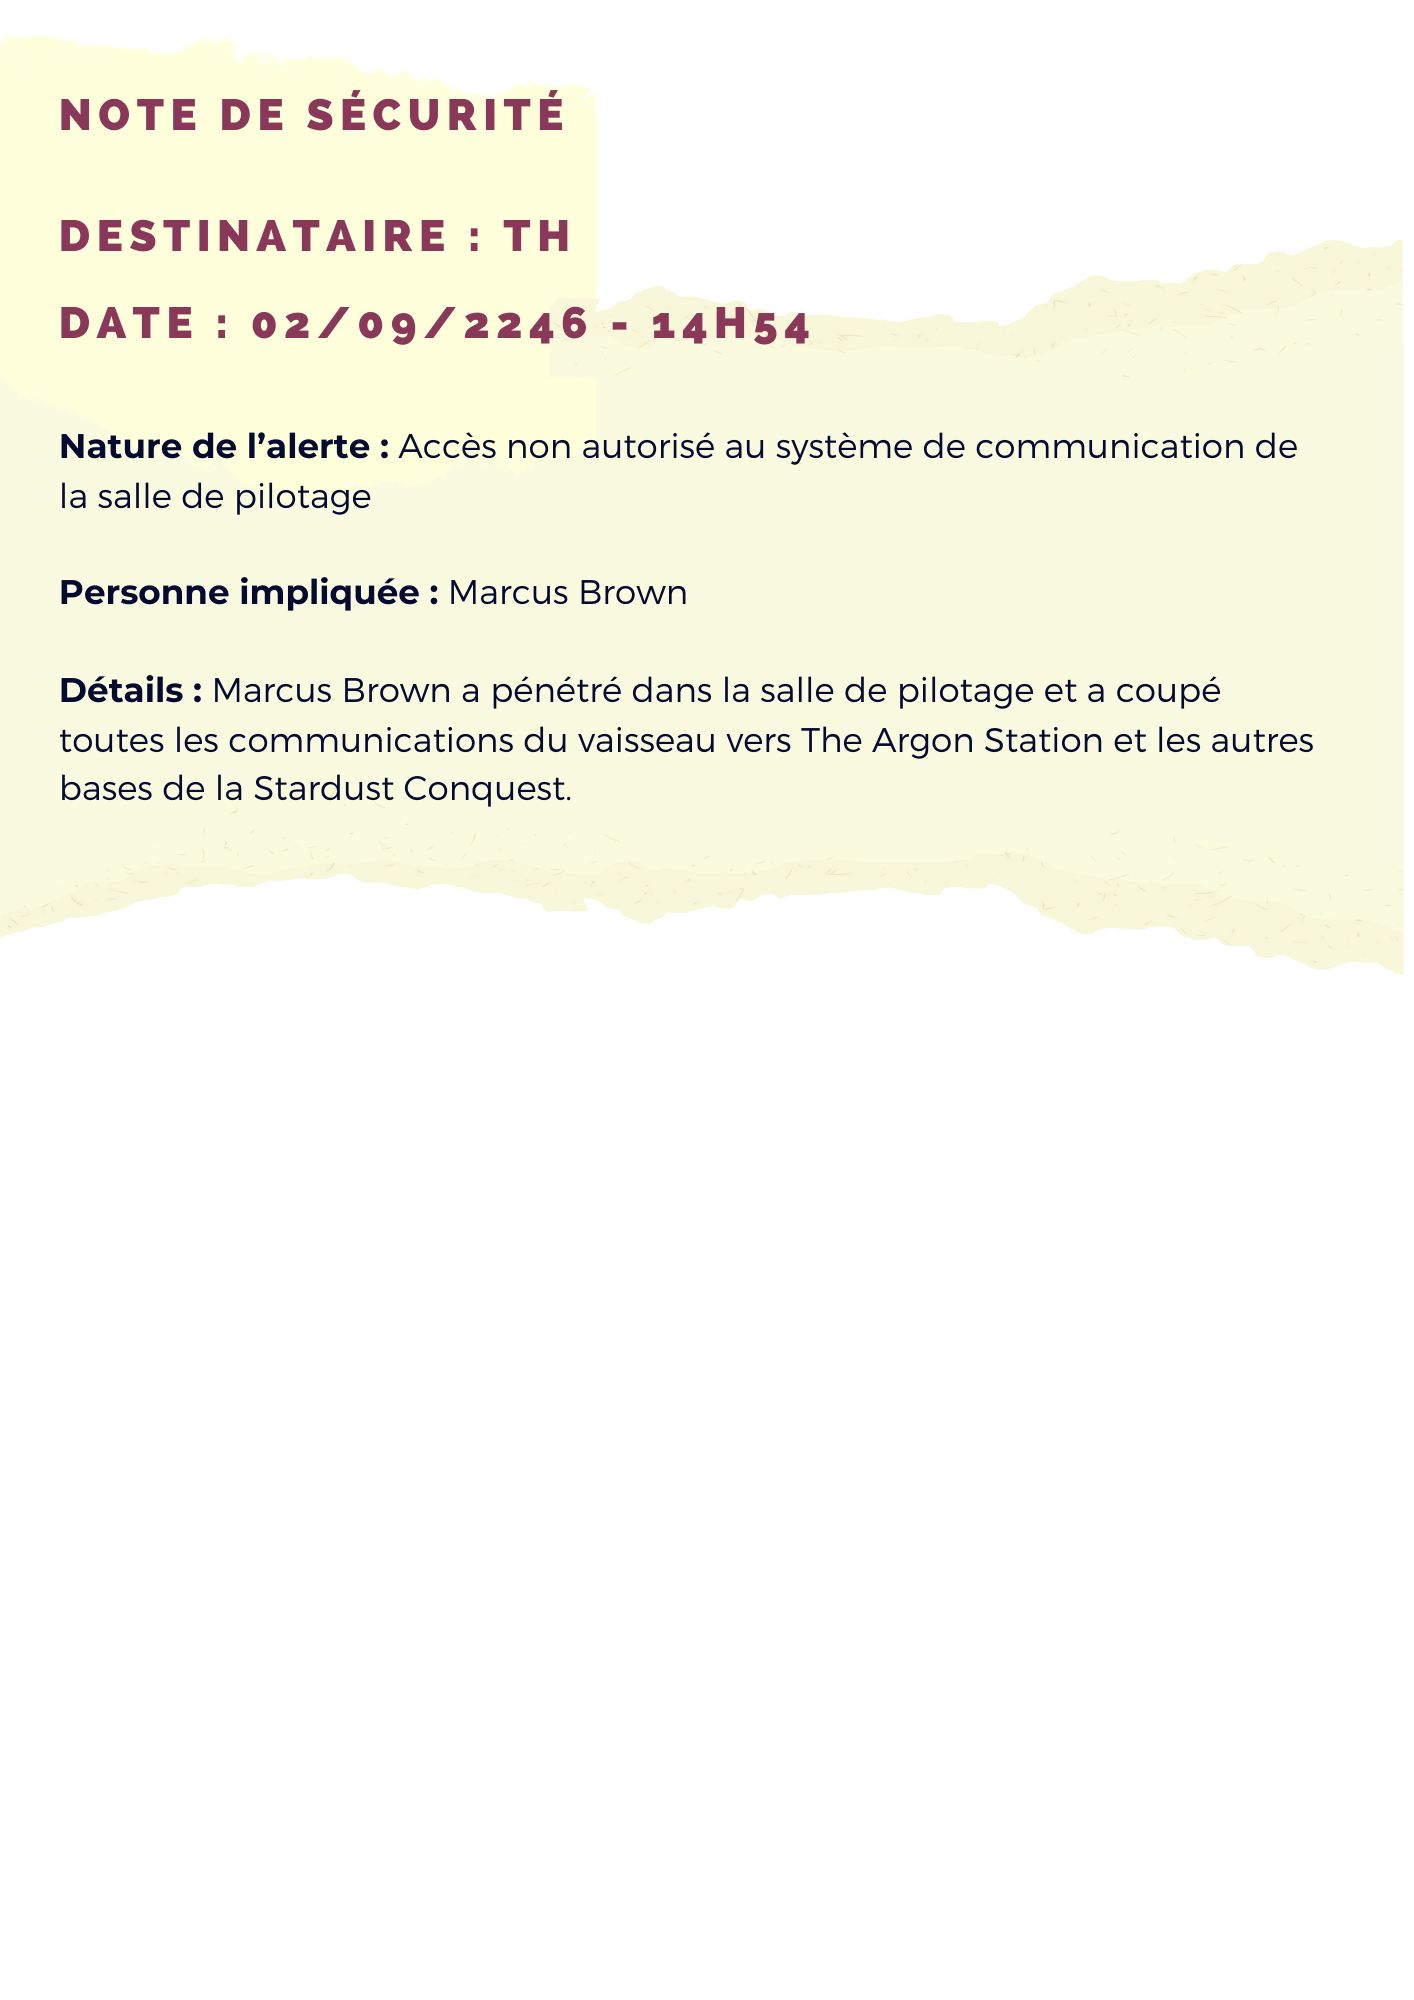 NOTE DE SÉCURITÉ
DESTINATAIRE : TH
DATE : 02/09/2246 - 14H54
Nature de l’alerte : Accès non autorisé au système de communication de
la salle de pilotage
Personne impliquée : Marcus Brown
Détails : Marcus Brown a pénétré dans la salle de pilotage et a coupé
toutes les communications du vaisseau vers The Argon Station et les autres
bases de la Stardust Conquest.